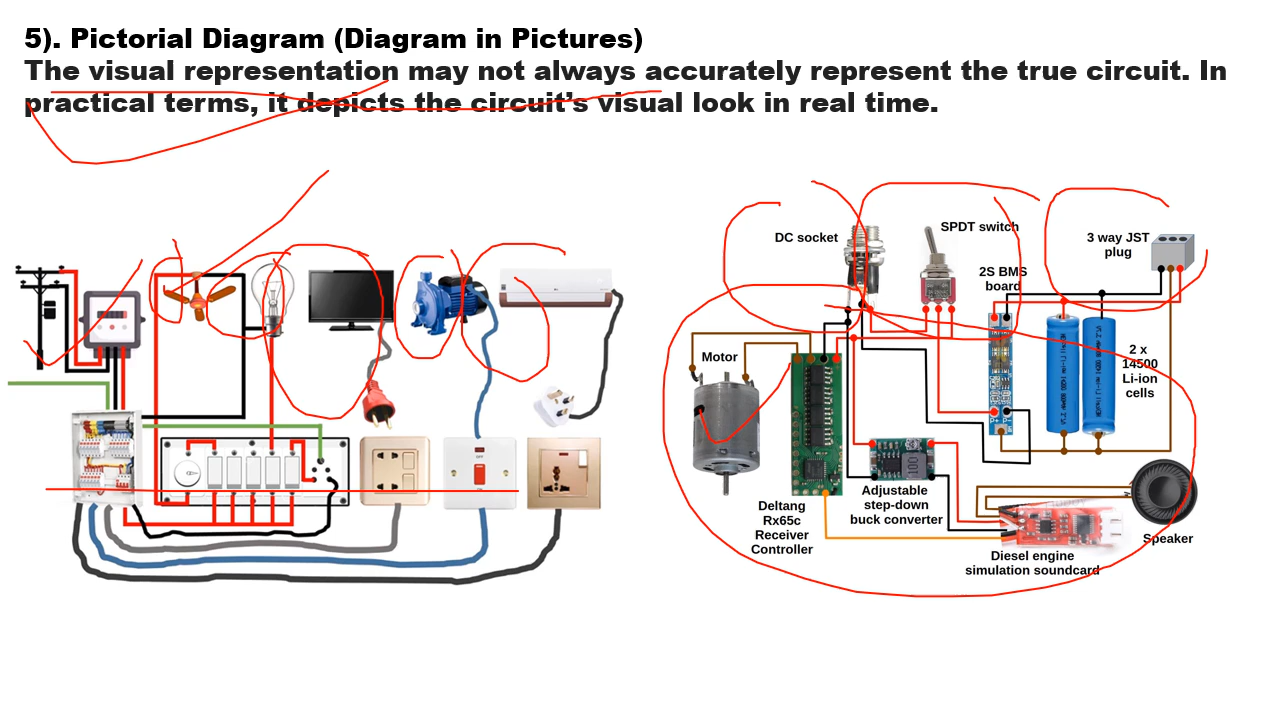 5). Pictorial Diagram (Diagram in Pictures)
The visual representation may not always accurately represent the true circuit. In
practical terms, it depicts the circuit's visual look in real time.
DC socket
SPDT switch
3 way JST
plug
2S BMS
board
Motor
2 x
14500
Li-ion
cells
OFF
100
Adjustable
step-down
buck converter
Deltang
Rx65c
Receiver
Controller
Diesel engine
simulation soundcard
Speaker